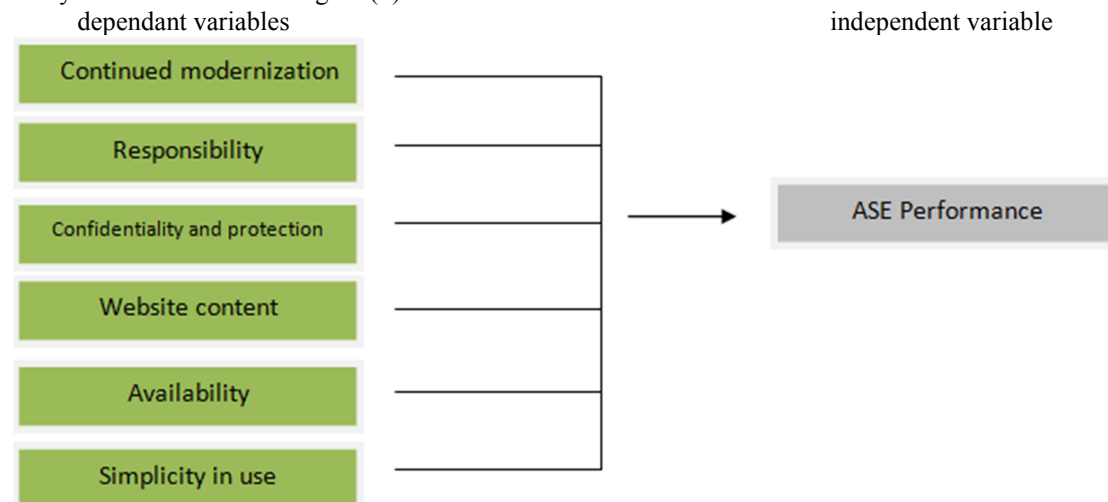 dependant variables
independent variable
Continued modernization
Responsibility
Confidentiality and protection
Website content
Availability
Simplicity in use
ASE Performance